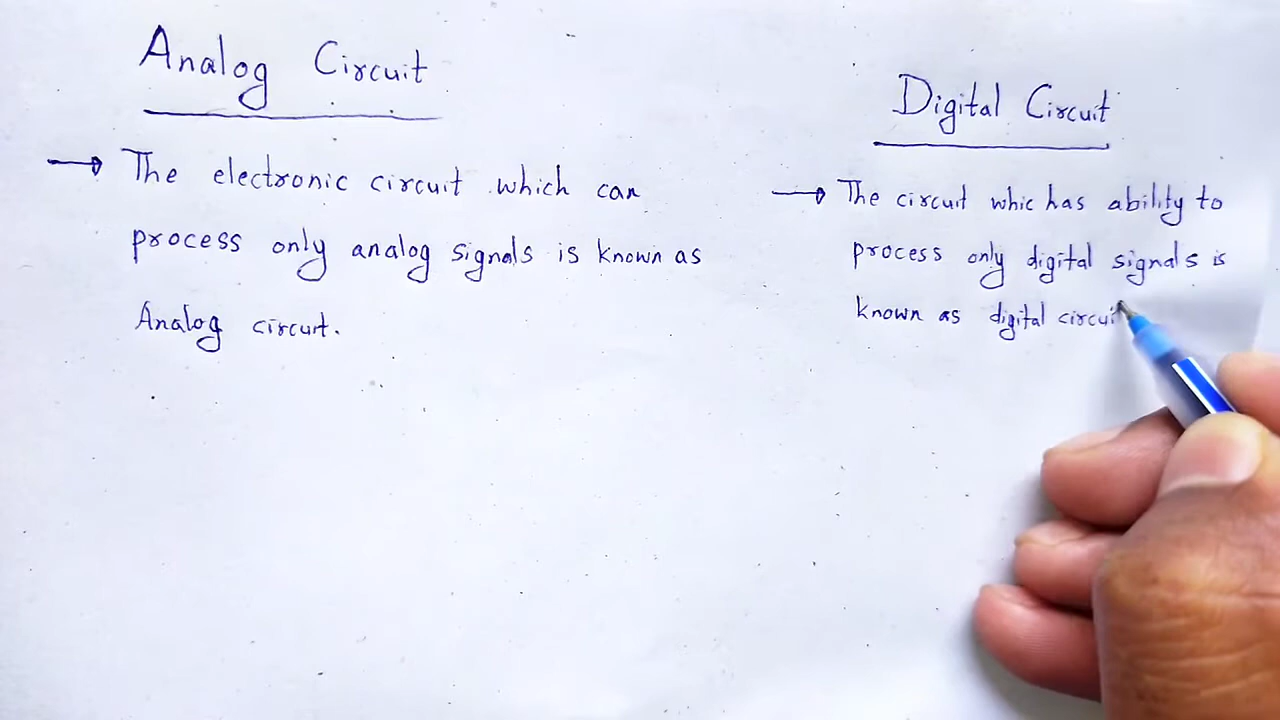 Analog Circuit
→ The electronic circuit which can
process only analog signals is known as
Analog circuit.
Digital Circuit
→ The circuit whic has ability to
process only digital signals is
known as digital circuit